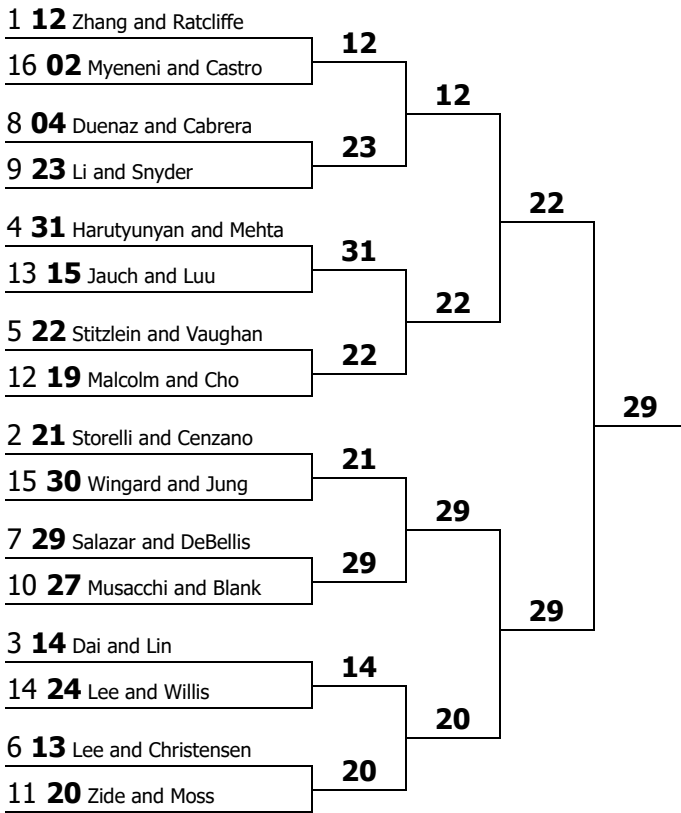 1 12 Zhang and Ratcliffe
12
16 02 Myeneni and Castro
12
8 04 Duenaz and Cabrera
23
9 23 Li and Snyder
22
4 31 Harutyunyan and Mehta
31
13 15 Jauch and Luu
22
5 22 Stitzlein and Vaughan
22
12 19 Malcolm and Cho
29
2 21 Storelli and Cenzano
21
15 30 Wingard and Jung
29
7 29 Salazar and DeBellis
29
10 27 Musacchi and Blank
29
3 14 Dai and Lin
14
14 24 Lee and Willis
20
6 13 Lee and Christensen
20
11 20 Zide and Moss